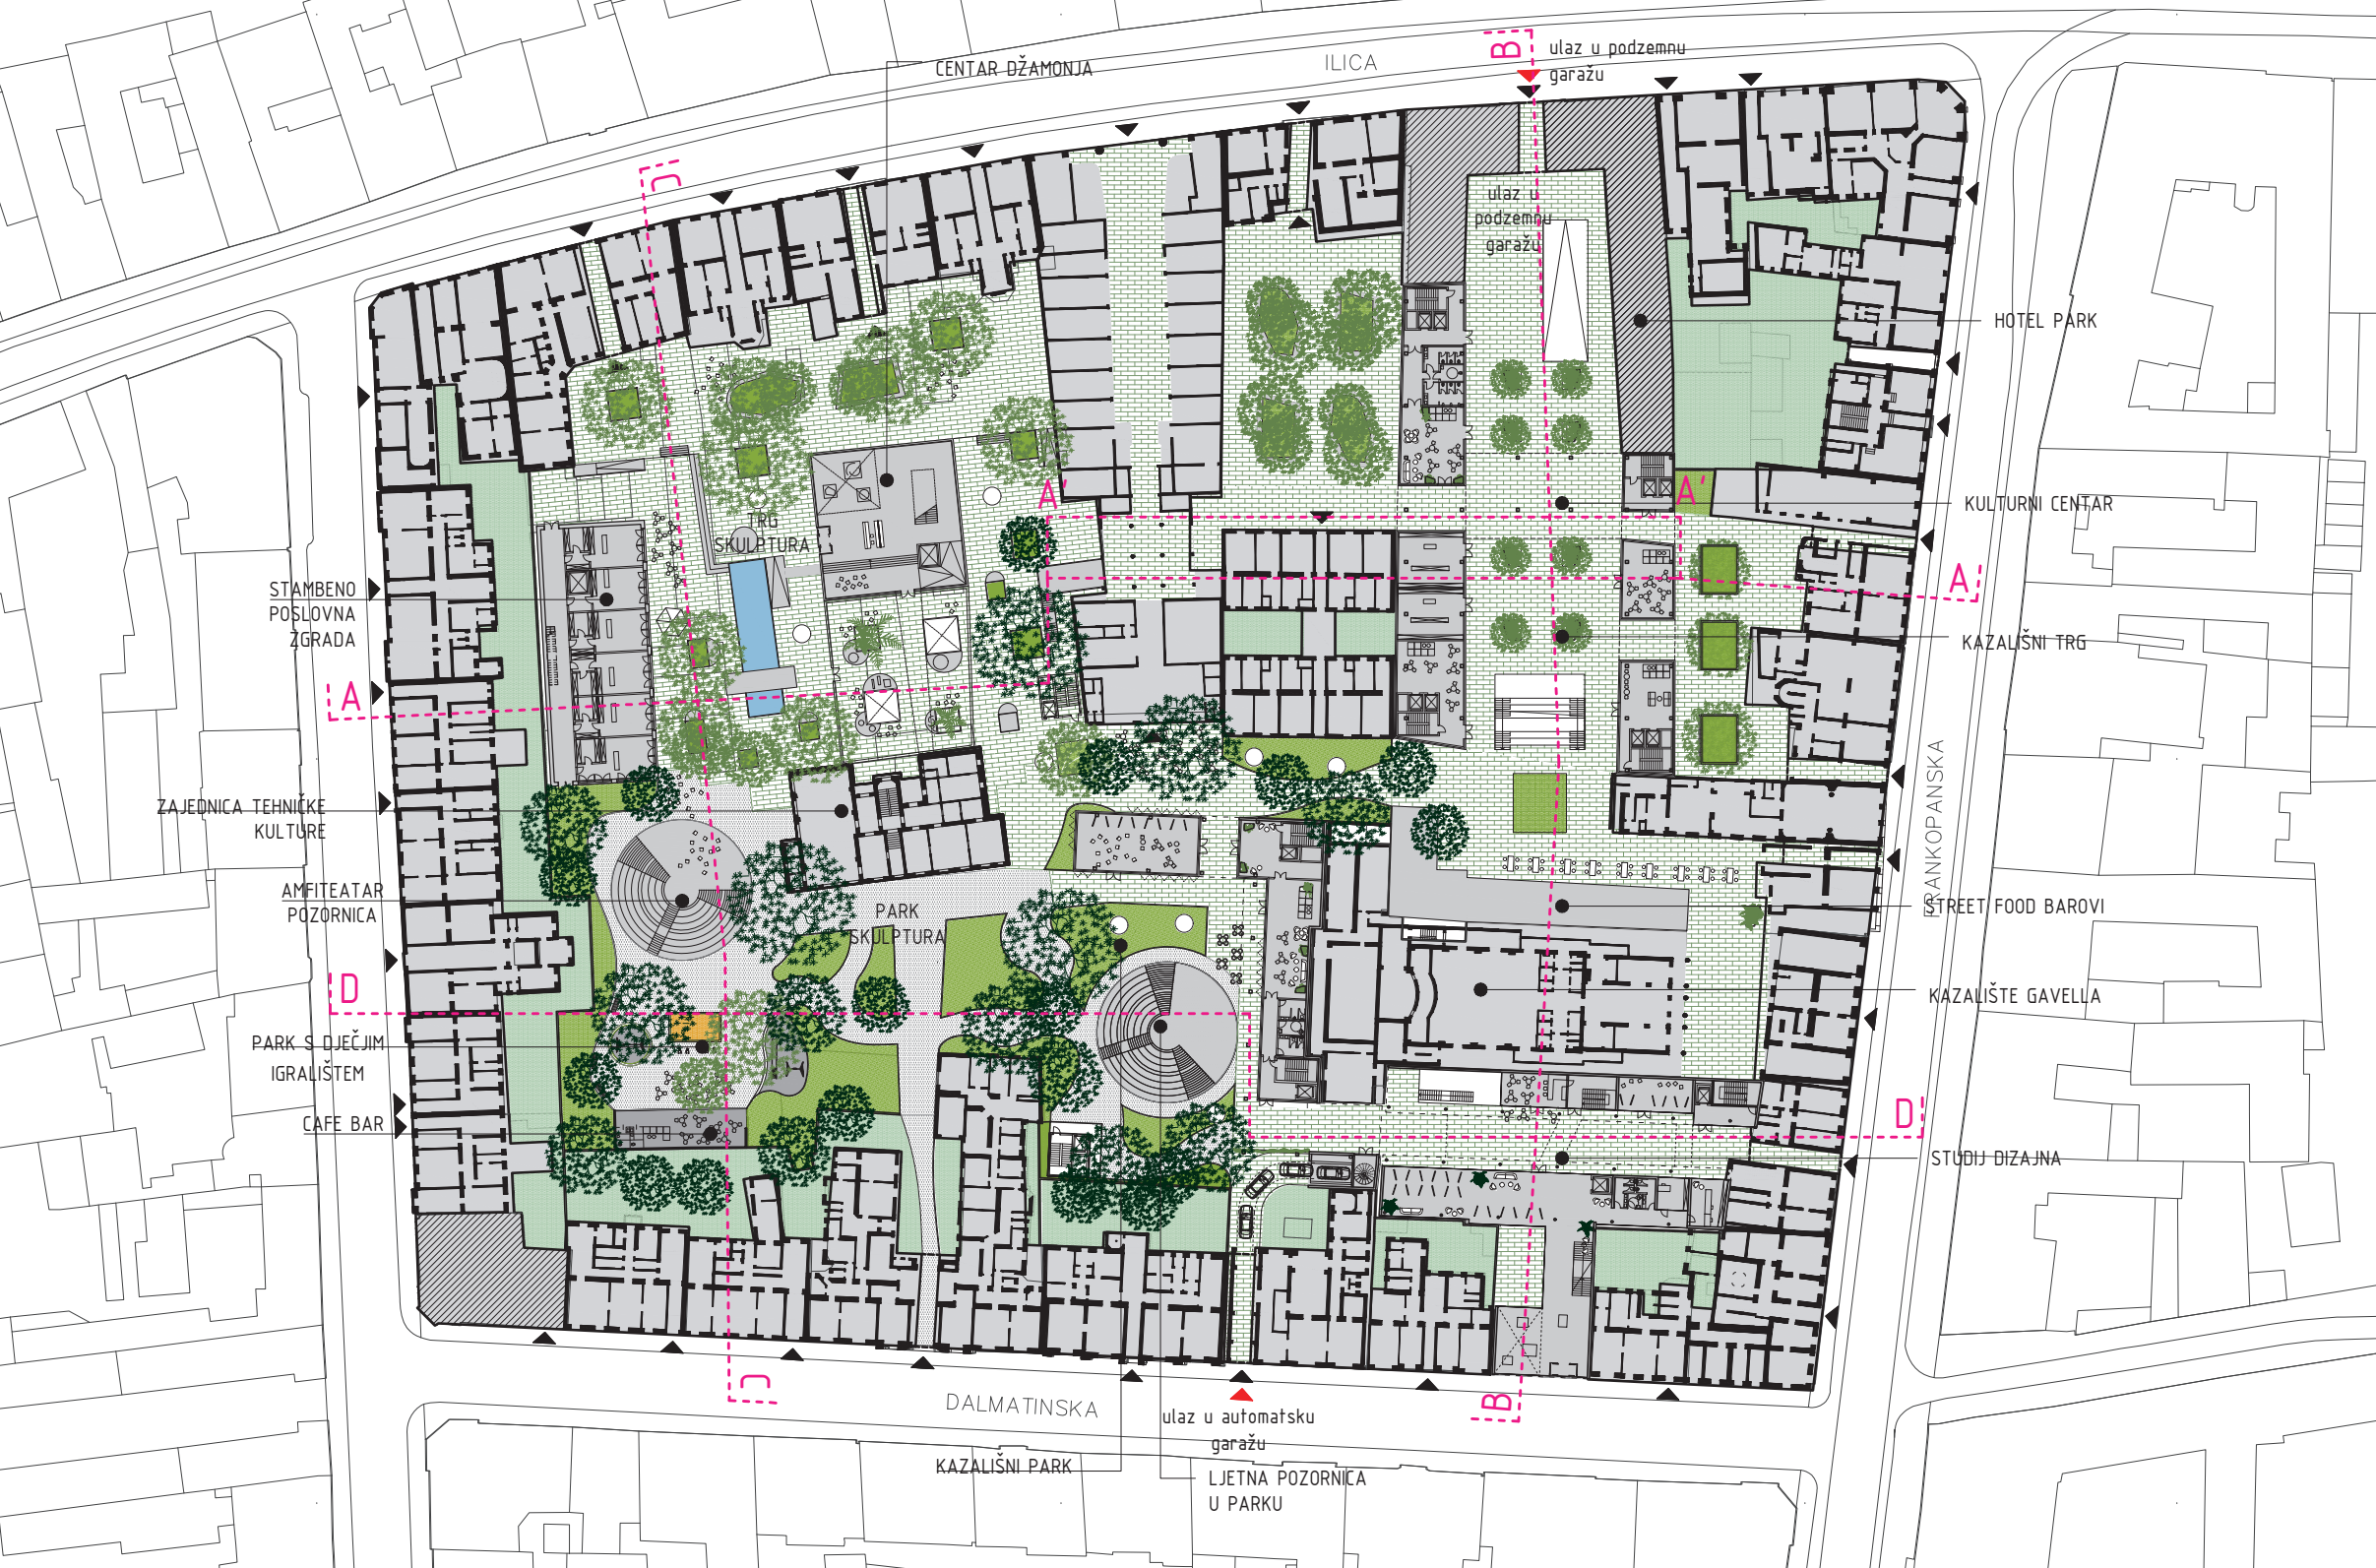 ILICA
B
ulaz u podzemnu
garažu
CENTAR DŽAMONJA
C
ulaz u
podzemnu
garažu
HOTEL PARK
A'
A'
KULTURNI CENTAR
TRG
SKULPTURA
STAMBENO
POSLOVNA
ZGRADA
A
KAZALIŠNI TRG
A
ZAJEDNICA TEHNIČKE
KULTURE
FRANKOPANSKA
AMFITEATAR
POZORNICA
PARK
SKULPTURA
STREET FOOD BAROVI
D
KAZALIŠTE GAVELLA
PARK S DJEČJIM
IGRALIŠTEM
CAFE BAR
D
STUDIJ DIZAJNA
C
DALMATINSKA
B
ulaz u automatsku
garažu
KAZALIŠNI PARK
LJETNA POZORNICA
U PARKU